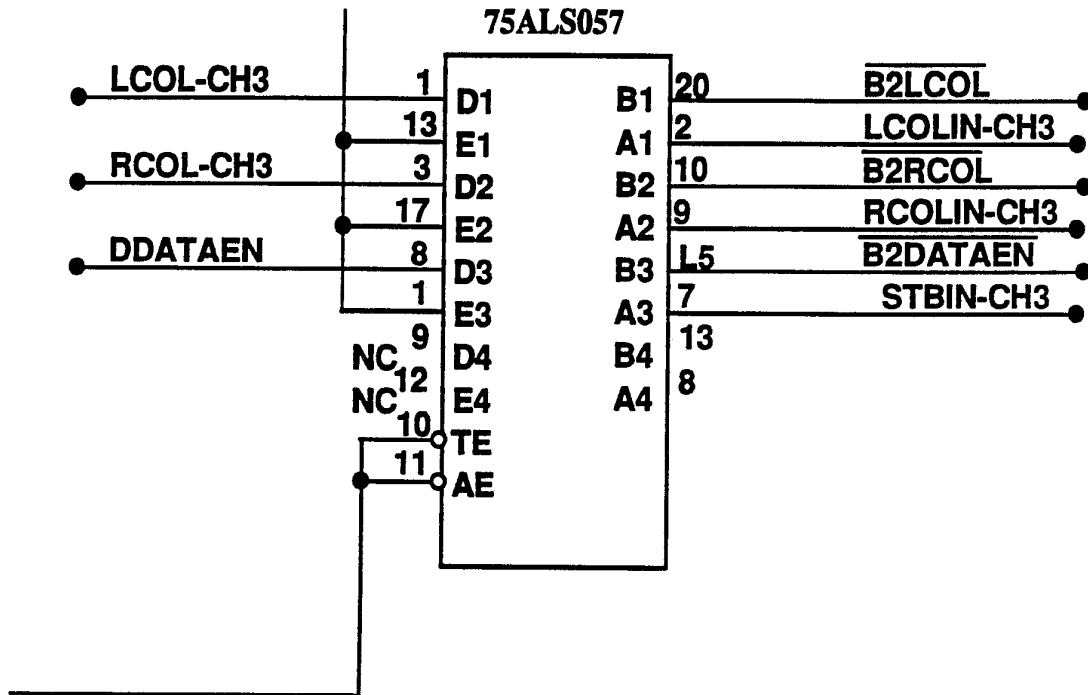 75ALS057
LCOL-CH3 1 D1 B1 20 B2LCOL
13 E1 A1 2 LCOLIN-CH3
RCOL-CH3 3 D2 B2 10 B2RCOL
17 E2 A2 9 RCOLIN-CH3
DDATAEN 8 D3 B3 L5 B2DATAEN
1 E3 A3 7 STBIN-CH3
NC 9 D4 B4 13
NC 12 E4 A4 8
10 TE
11 AE